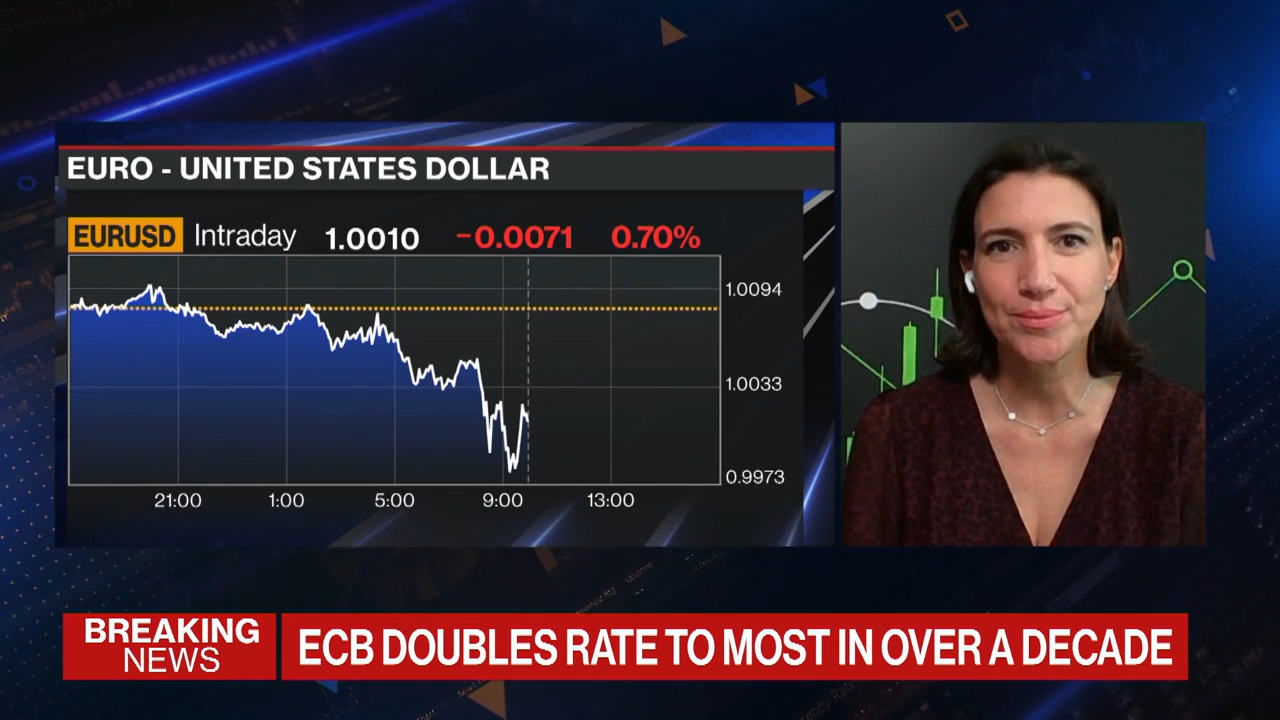 EURO - UNITED STATES DOLLAR
EURUSD Intraday 1.0010 -0.0071 0.70%
1.0094
1.0033
0.9973
21:00 1:00 5:00 9:00 13:00
BREAKING
NEWS
ECB DOUBLES RATE TO MOST IN OVER A DECADE